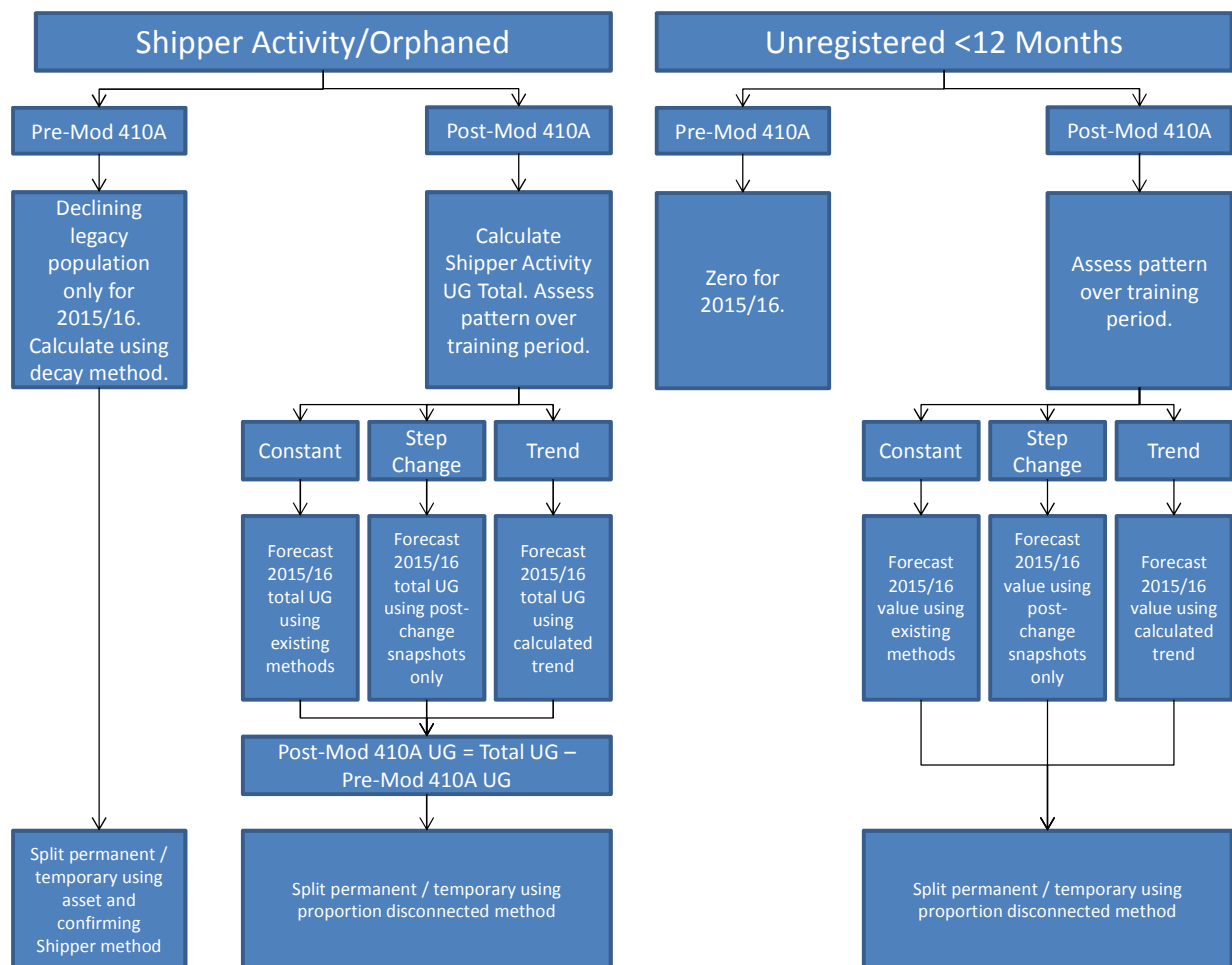 Shipper Activity/Orphaned
Unregistered <12 Months
Pre-Mod 410A
Post-Mod 410A
Pre-Mod 410A
Post-Mod 410A
Declining
legacy
population
only for
2015/16.
Calculate using
decay method.
Calculate
Shipper Activity
UG Total. Assess
pattern over
training period.
Zero for
2015/16.
Assess pattern
over training
period.
Constant
Step
Change
Trend
Constant
Step
Change
Trend
Forecast
2015/16
total UG
using
existing
methods
Forecast
2015/16
total UG
using post-
change
snapshots
only
Forecast
2015/16
total UG
using
calculated
trend
Forecast
2015/16
value using
existing
methods
Forecast
2015/16
value using
post-
change
snapshots
only
Forecast
2015/16
value using
calculated
trend
Post-Mod 410A UG = Total UG –
Pre-Mod 410A UG
Split permanent /
temporary using
asset and
confirming
Shipper method
Split permanent / temporary using
proportion disconnected method
Split permanent / temporary using
proportion disconnected method